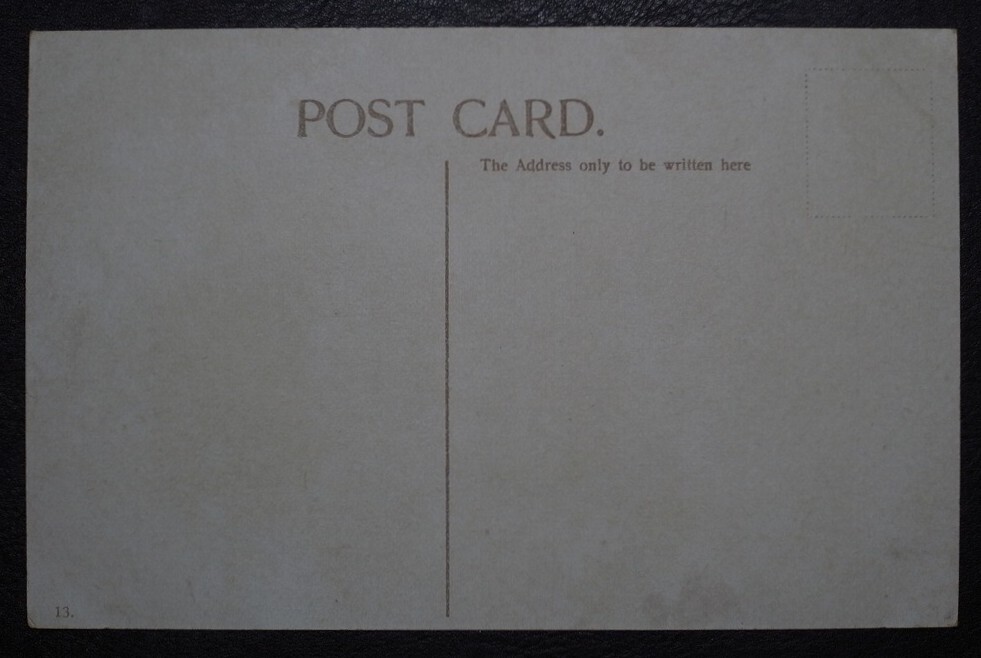 POST CARD.
The Address only to be written here
13.